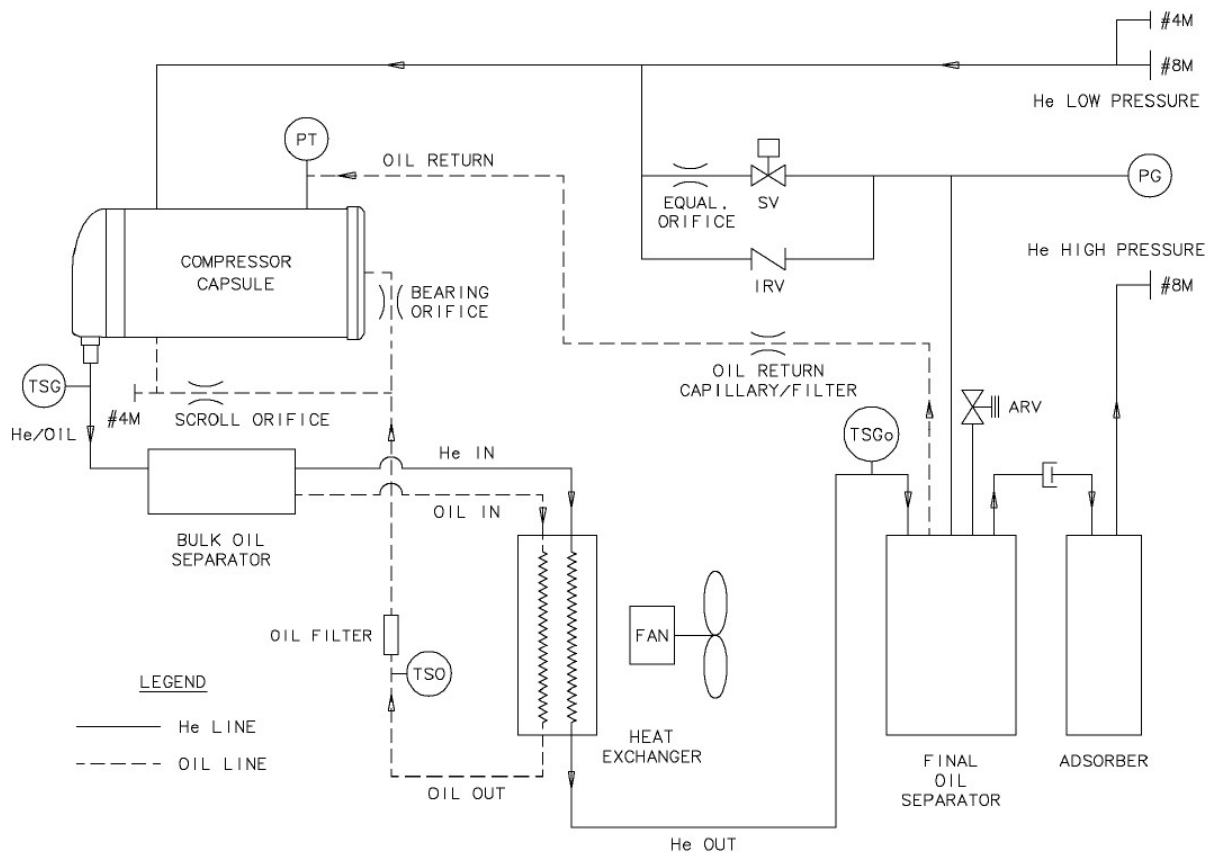 #4M
#8M
He LOW PRESSURE
PT
OIL RETURN
EQUAL.
ORIFICE
SV
PG
COMPRESSOR
CAPSULE
IRV
He HIGH PRESSURE
#8M
BEARING
ORIFICE
OIL RETURN
CAPILLARY/FILTER
TSG
#4M
SCROLL ORIFICE
ARV
He/OIL
TSGo
He IN
OIL IN
BULK OIL
SEPARATOR
OIL FILTER
FAN
TSO
LEGEND
He LINE
OIL LINE
HEAT
EXCHANGER
OIL OUT
FINAL
OIL
SEPARATOR
ADSORBER
He OUT